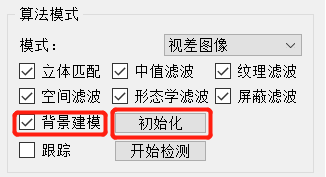 算法模式
模式： 视差图像
立体匹配 中值滤波 纹理滤波
空间滤波 形态学滤波 屏蔽滤波
背景建模 初始化
跟踪 开始检测